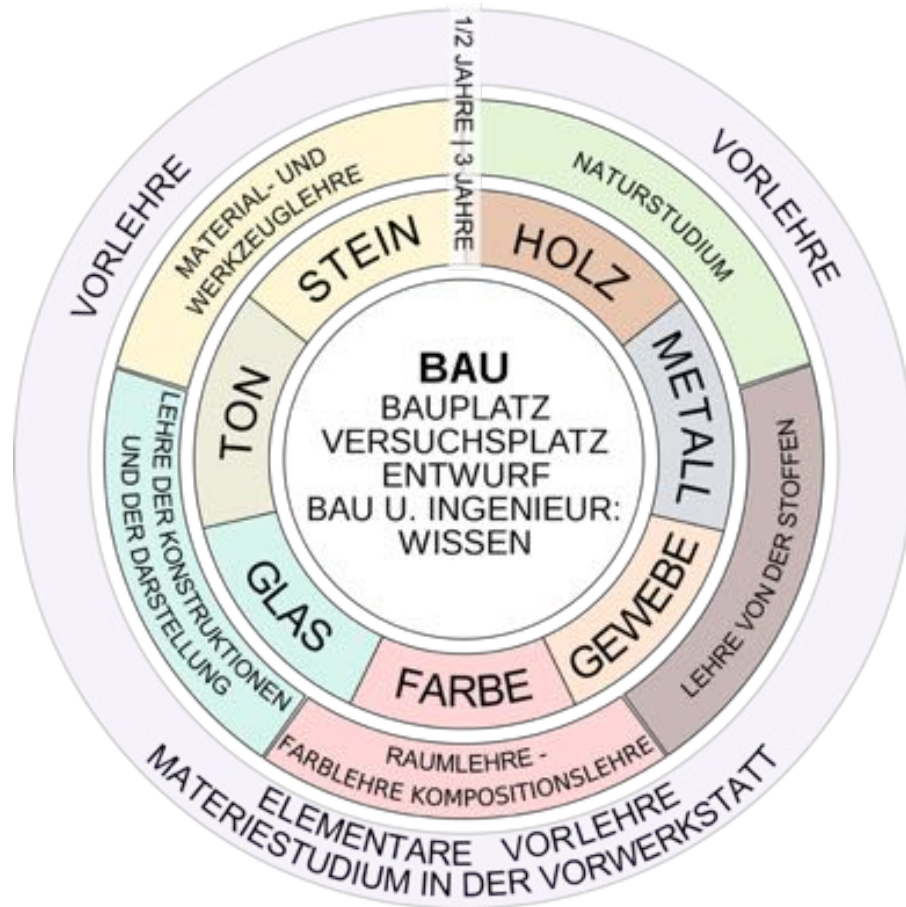 1/2 JAHRE | 3 JAHRE
VORLEHRE
VORLEHRE
ELEMENTARE VORLEHRE
MATERIESTUDIUM IN DER VORWERKSTATT
NATURSTUDIUM
LEHRE VON DER STOFFEN
RAUMLEHRE -
FARBLEHRE KOMPOSITIONSLEHRE
LEHRE DER KONSTRUKTIONEN
UND DER DARSTELLUNG
MATERIAL- UND
WERKZEUGLEHRE
HOLZ
METALL
GEWEBE
FARBE
GLAS
TON
STEIN
BAU
BAUPLATZ
VERSUCHSPLATZ
ENTWURF
BAU U. INGENIEUR:
WISSEN